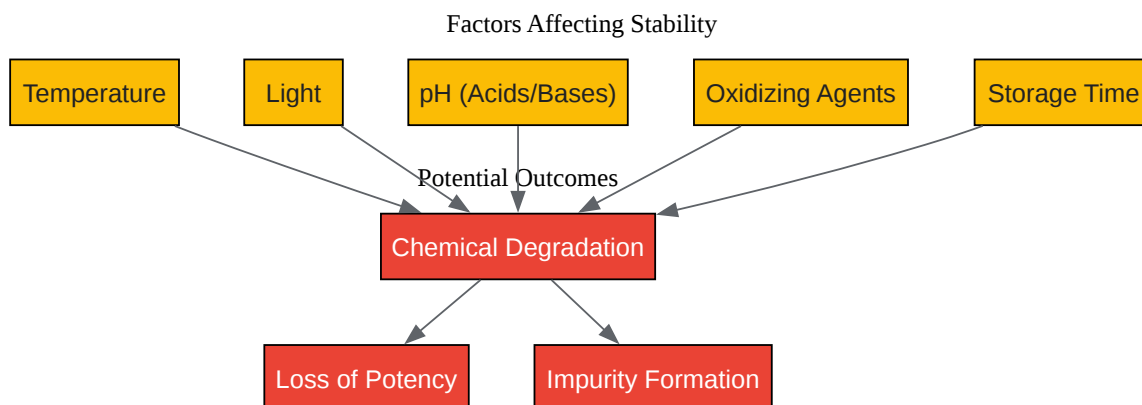 Factors Affecting Stability
Temperature
Light
pH (Acids/Bases)
Oxidizing Agents
Storage Time
Potential Outcomes
Chemical Degradation
Loss of Potency
Impurity Formation